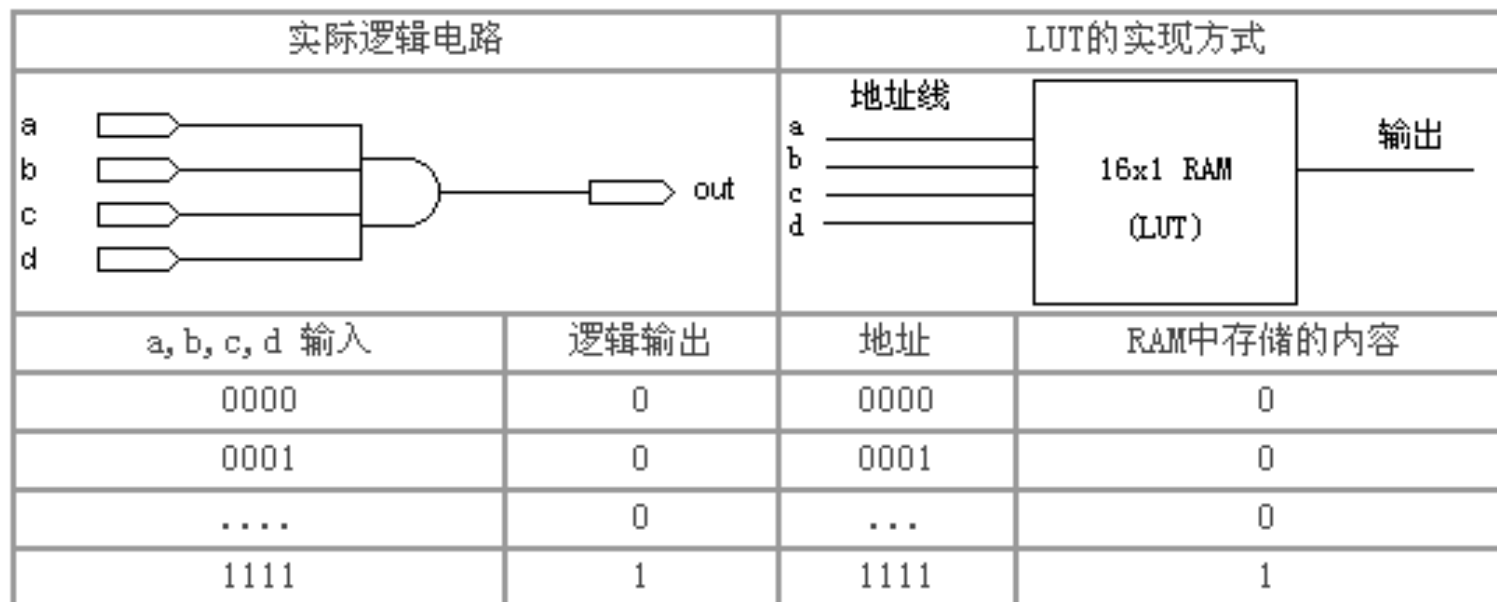 实际逻辑电路 LUT的实现方式
a
b
c
d
out
地址线
a
b
c
d
16x1 RAM
(LUT)
输出
a,b,c,d 输入 逻辑输出 地址 RAM中存储的内容
0000 0 0000 0
0001 0 0001 0
.... 0 ... 0
1111 1 1111 1